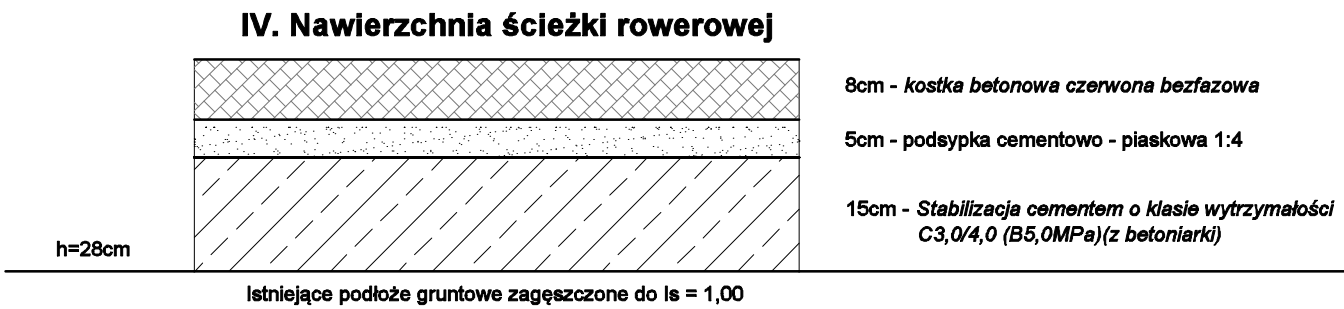 IV. Nawierzchnia ścieżki rowerowej
8cm - kostka betonowa czerwona bezfazowa
5cm - podsypka cementowo - piaskowa 1:4
15cm - Stabilizacja cementem o klasie wytrzymałości
C3,0/4,0 (B5,0MPa)(z betoniarki)
h=28cm
Istniejące podłoże gruntowe zagęszczone do Is = 1,00